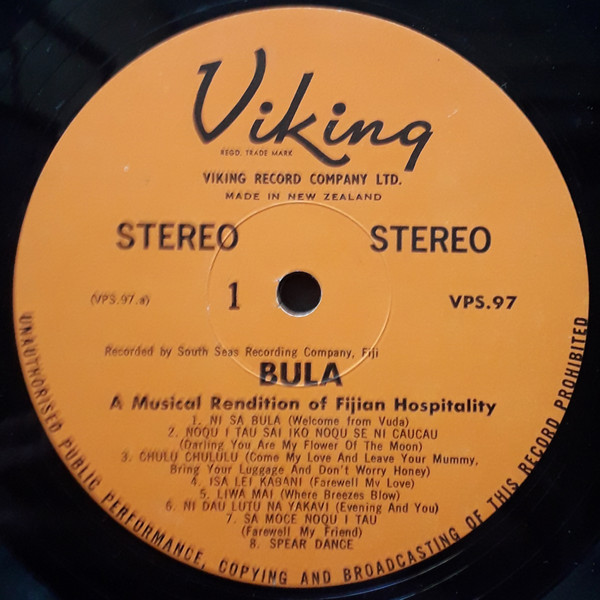 Viking
REGD. TRADE MARK
VIKING RECORD COMPANY LTD.
MADE IN NEW ZEALAND
STEREO STEREO
(VPS.97.a) 1 VPS.97
Recorded by South Seas Recording Company, Fiji
BULA
A Musical Rendition of Fijian Hospitality
1. NI SA BULA (Welcome from Vuda)
2. NOQU I TAU SAI IKO NOQU SE NI CAUCAU
(Darling You Are My Flower Of The Moon)
3. CHULU CHULULU (Come My Love And Leave Your Mummy,
Bring Your Luggage And Don't Worry Honey)
4. ISA LEI KABANI (Farewell My Love)
5. LIWA MAI (Where Breezes Blow)
6. NI DAU LUTU NA YAKAVI (Evening And You)
7. SA MOCE NOQU I TAU
(Farewell My Friend)
8. SPEAR DANCE
UNAUTHORISED PUBLIC PERFORMANCE, COPYING AND BROADCASTING OF THIS RECORD PROHIBITED